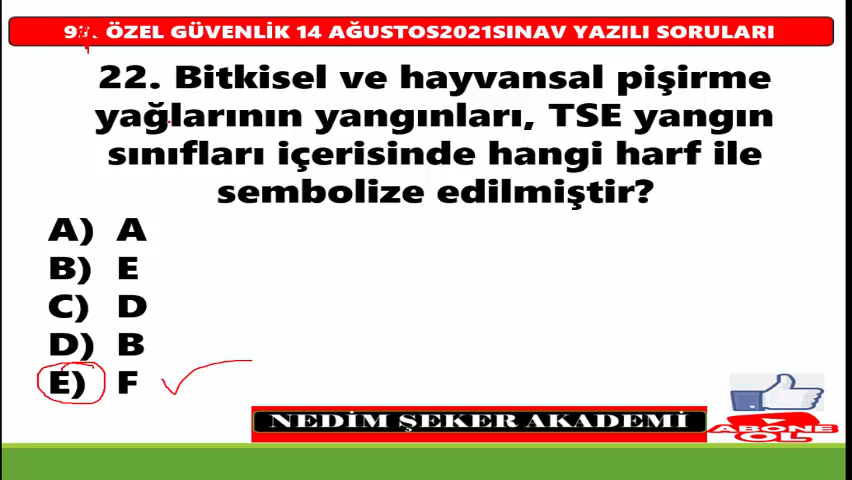 ÖZEL GÜVENLİK 14 AĞUSTOS2021SINAV YAZILI SORULARI
22. Bitkisel ve hayvansal pişirme
yağlarının yangınları, TSE yangın
sınıfları içerisinde hangi harf ile
sembolize edilmiştir?
A) A
B) E
C) D
D) B
E) F
NEDİM ŞEKER AKADEMİ
ABONE
OL